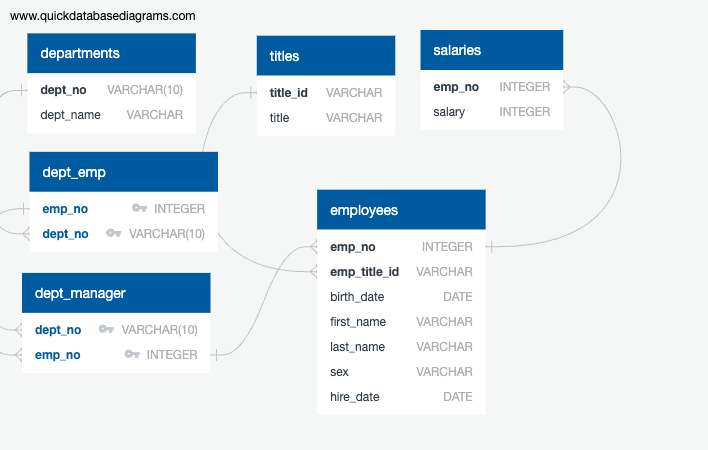 www.quickdatabasediagrams.com
departments
dept_no VARCHAR(10)
dept_name VARCHAR
titles
title_id VARCHAR
title VARCHAR
salaries
emp_no INTEGER
salary INTEGER
dept_emp
emp_no INTEGER
dept_no VARCHAR(10)
employees
emp_no INTEGER
emp_title_id VARCHAR
birth_date DATE
first_name VARCHAR
last_name VARCHAR
sex VARCHAR
hire_date DATE
dept_manager
dept_no VARCHAR(10)
emp_no INTEGER